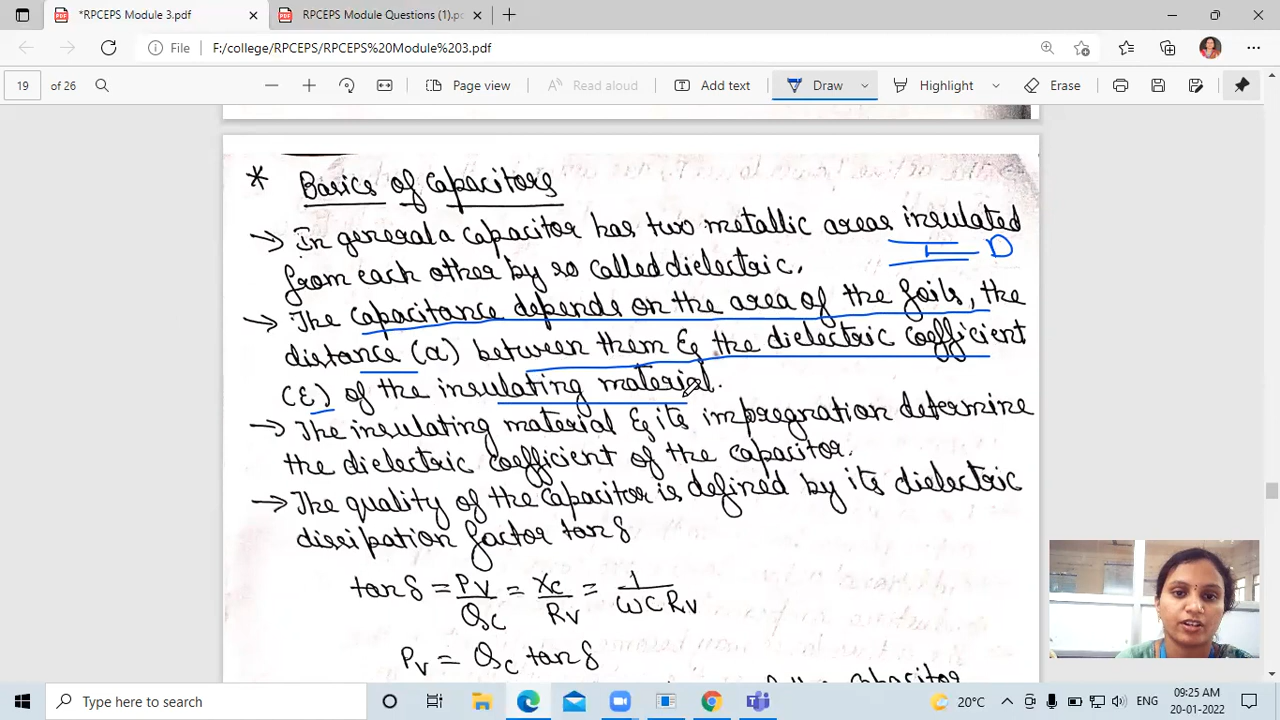 *RPCEPS Module 3.pdf
RPCEPS Module Questions (1).pc
File
F:/college/RPCEPS/RPCEPS%20Module%203.pdf
19 of 26
Page view
Read aloud
Add text
Draw
Highlight
Erase
* Basics of Capacitors
→ In general a capacitor has two metallic areas insulated
from each other by so called dielectric.
D
→ The capacitance depends on the area of the foils, the
distance (a) between them & the dielectric coefficient
(ε) of the insulating material.
→ The insulating material & its impregnation determine
the dielectric coefficient of the capacitor.
→ The quality of the capacitor is defined by its dielectric
dissipation factor tanδ
tanδ = PV/QC = XC/RV = 1/ωCRV
PV = QC tanδ
capacitor
Type here to search
20°C
ENG
09:25 AM
20-01-2022